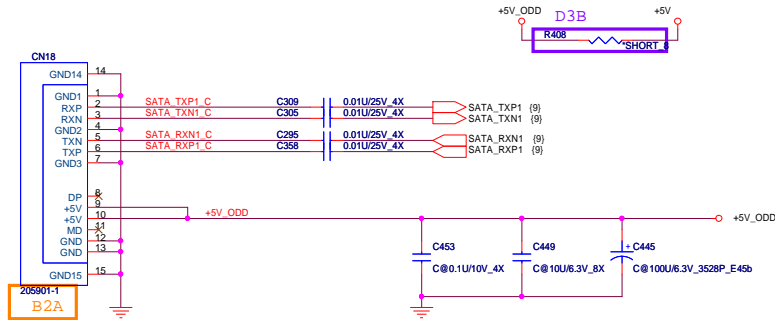 +5V_ODD D3B +5V
R408 *SHORT_8
CN18
GND14 14
GND1 1
RXP 2 SATA_TXP1_C C309 0.01U/25V_4X SATA_TXP1 {9}
RXN 3 SATA_TXN1_C C305 0.01U/25V_4X SATA_TXN1 {9}
GND2 4
TXN 5 SATA_RXN1_C C295 0.01U/25V_4X SATA_RXN1 {9}
TXP 6 SATA_RXP1_C C358 0.01U/25V_4X SATA_RXP1 {9}
GND3 7
DP 8
+5V 9
+5V 10 +5V_ODD +5V_ODD
MD 11
GND 12
GND 13
C453 C449 + C445
C@0.1U/10V_4X C@10U/6.3V_8X C@100U/6.3V_3528P_E45b
GND15 15
205901-1
B2A